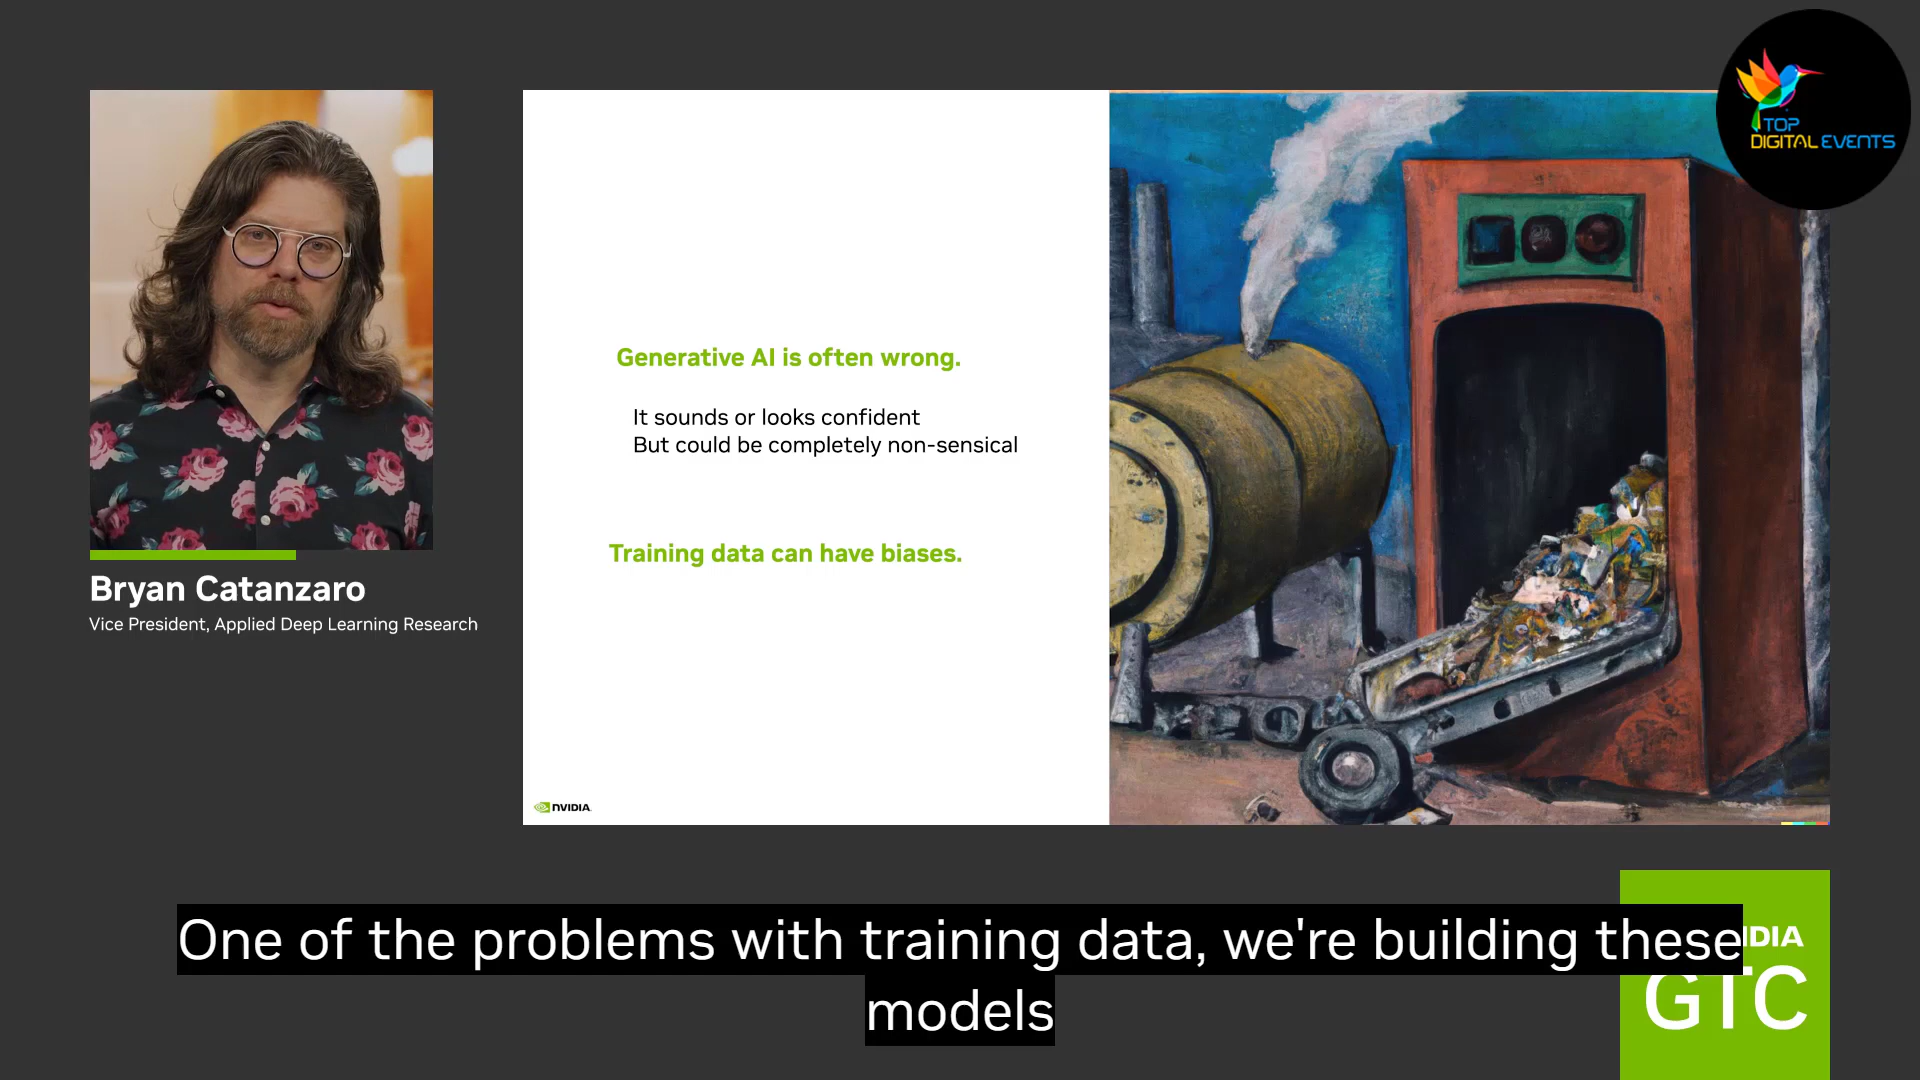 TOP
DIGITAL EVENTS
Generative AI is often wrong.
It sounds or looks confident
But could be completely non-sensical
Training data can have biases.
Bryan Catanzaro
Vice President, Applied Deep Learning Research
NVIDIA
One of the problems with training data, we're building these
models
IDIA
GTC